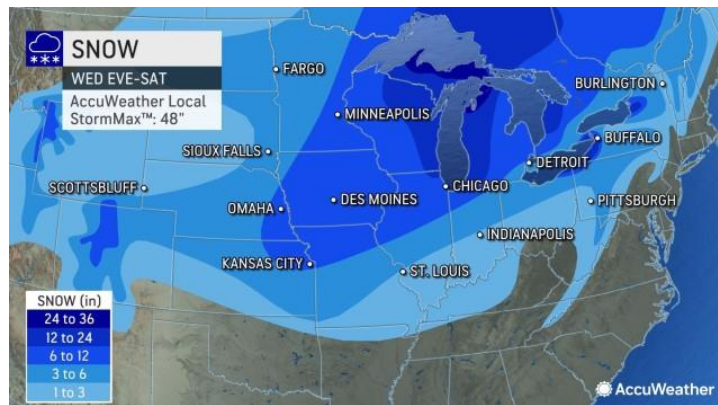 SNOW
WED EVE-SAT
AccuWeather Local
StormMax™: 48"
FARGO
BURLINGTON
MINNEAPOLIS
BUFFALO
SIOUX FALLS
DETROIT
SCOTTSBLUFF
CHICAGO
OMAHA
DES MOINES
PITTSBURGH
INDIANAPOLIS
KANSAS CITY
ST. LOUIS
SNOW (in)
24 to 36
12 to 24
6 to 12
3 to 6
1 to 3
AccuWeather